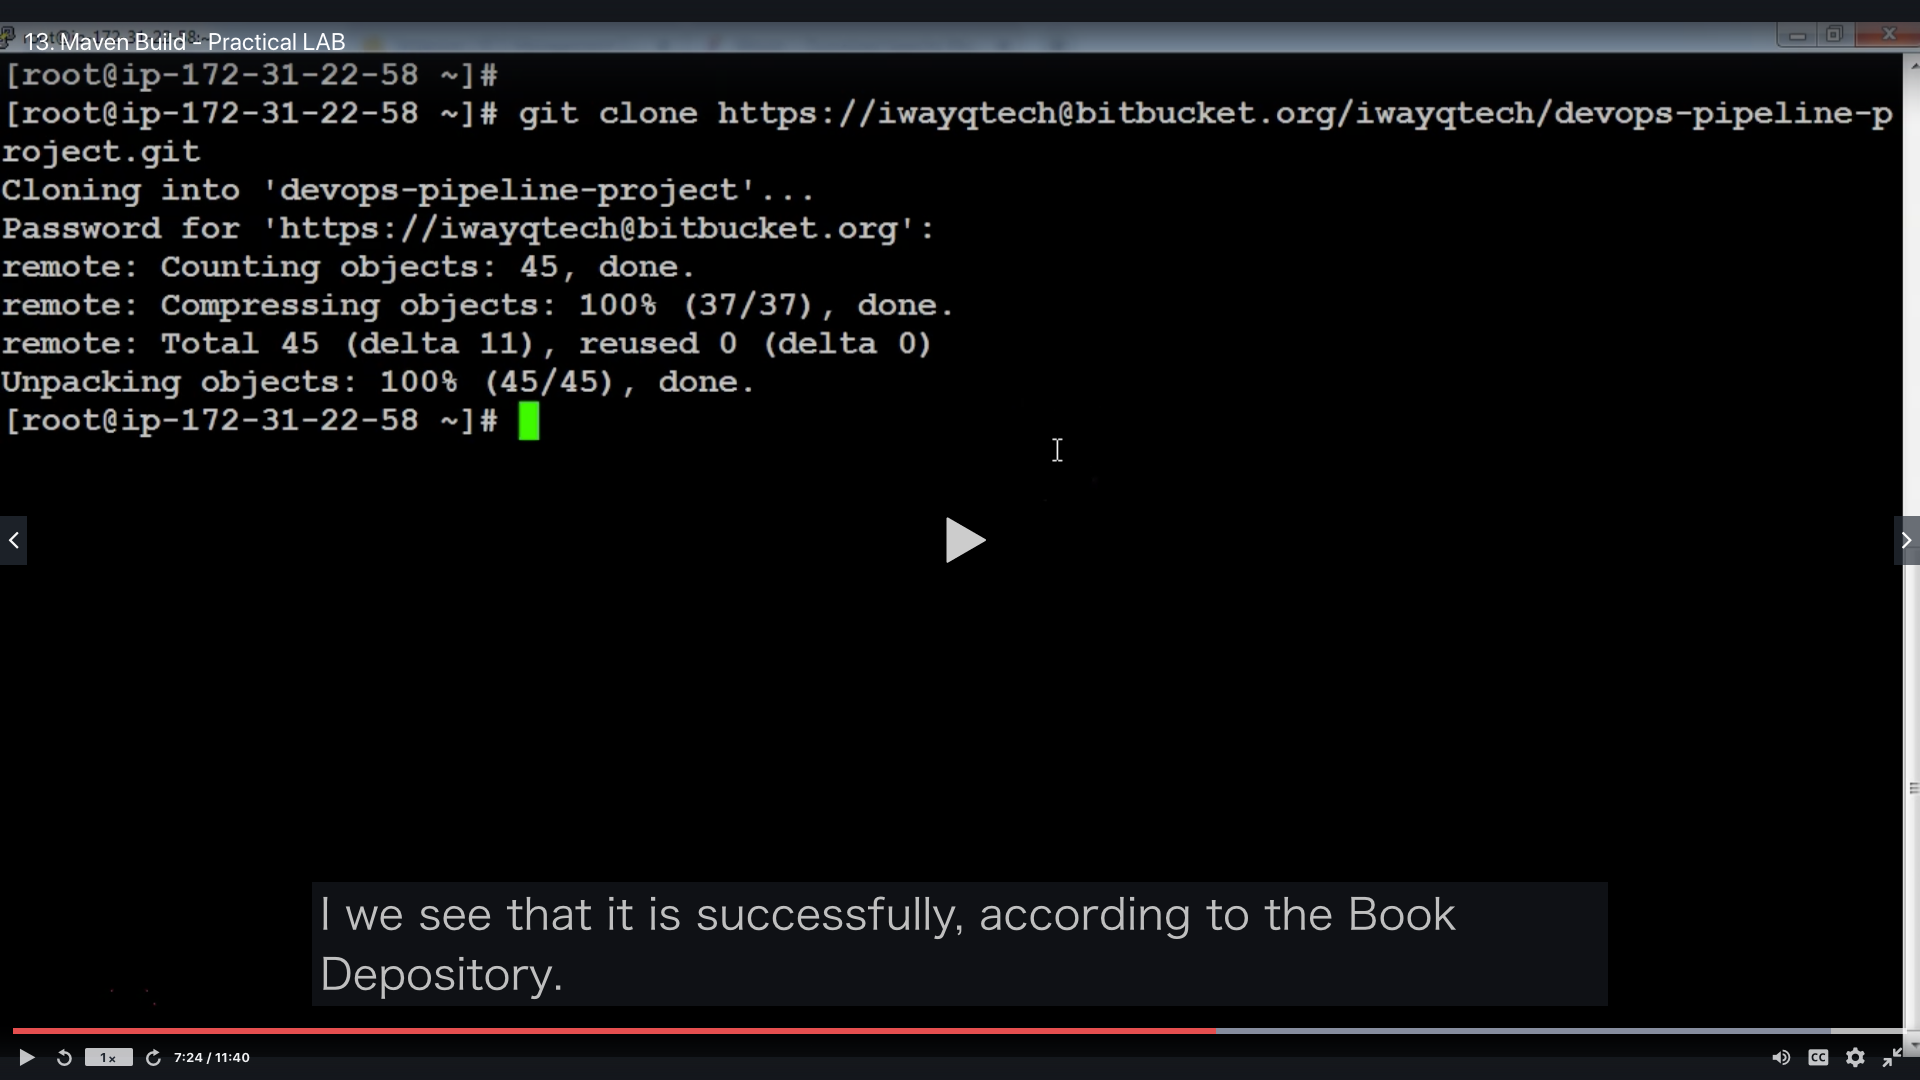 13. Maven Build - Practical LAB
[root@ip-172-31-22-58 ~]#
[root@ip-172-31-22-58 ~]# git clone https://iwayqtech@bitbucket.org/iwayqtech/devops-pipeline-p
roject.git
Cloning into 'devops-pipeline-project'...
Password for 'https://iwayqtech@bitbucket.org':
remote: Counting objects: 45, done.
remote: Compressing objects: 100% (37/37), done.
remote: Total 45 (delta 11), reused 0 (delta 0)
Unpacking objects: 100% (45/45), done.
[root@ip-172-31-22-58 ~]#
I we see that it is successfully, according to the Book
Depository.
1x 7:24 / 11:40 CC